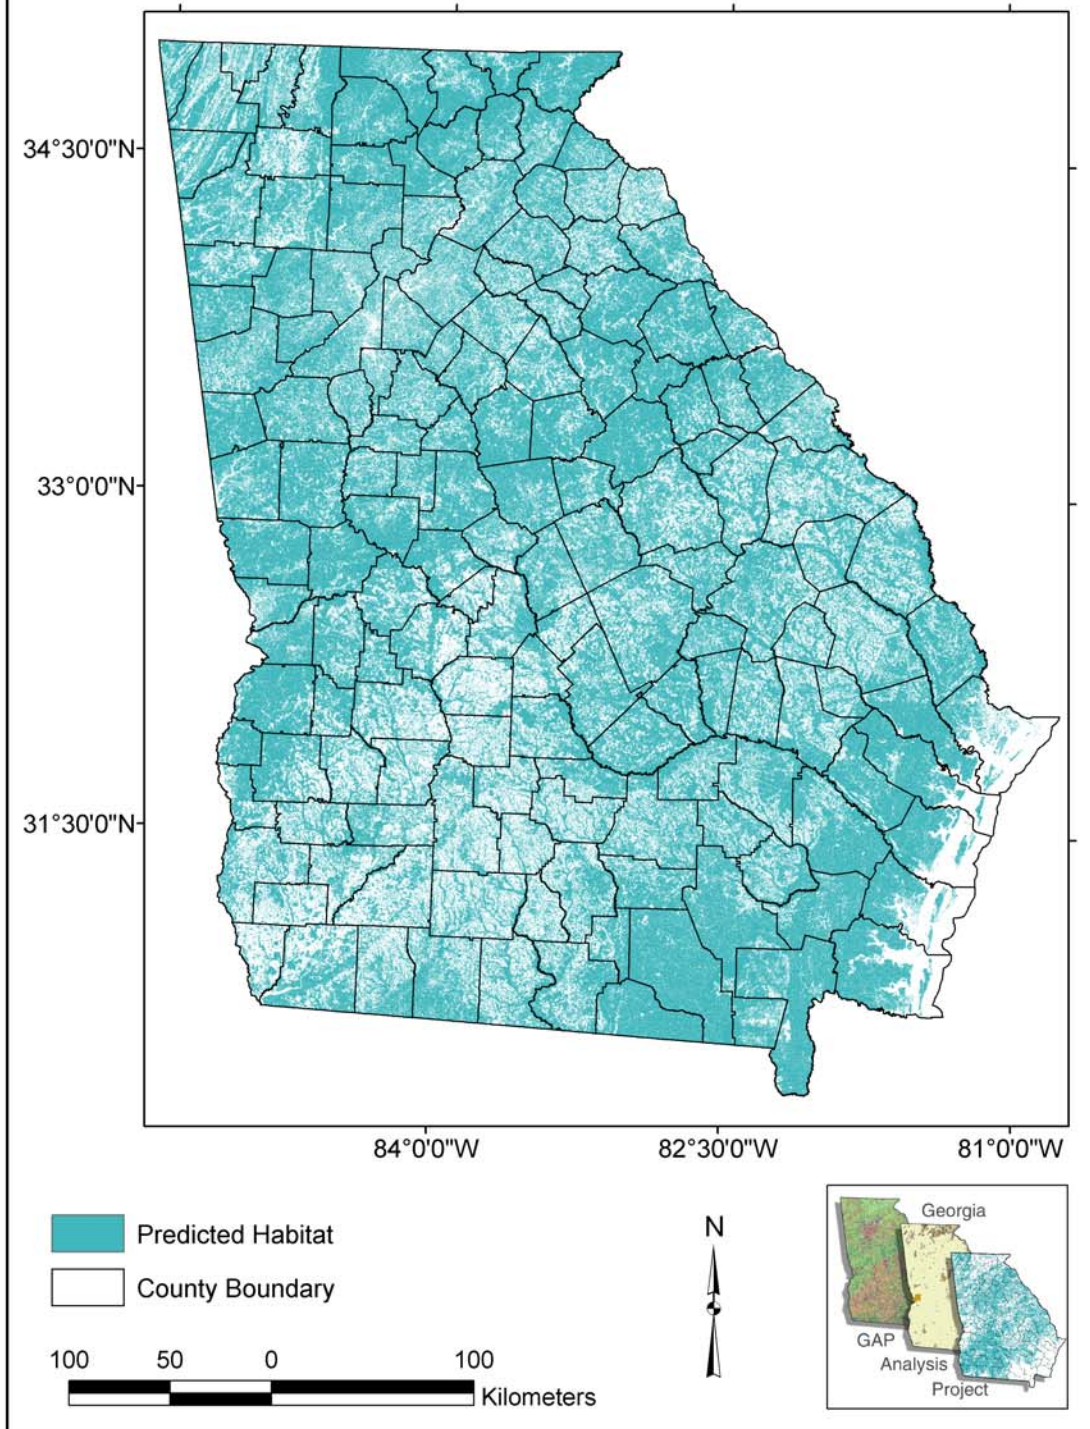 34°30'0"N
33°0'0"N
31°30'0"N
84°0'0"W
82°30'0"W
81°0'0"W
Predicted Habitat
County Boundary
100 50 0 100
Kilometers
N
Georgia
GAP
Analysis
Project